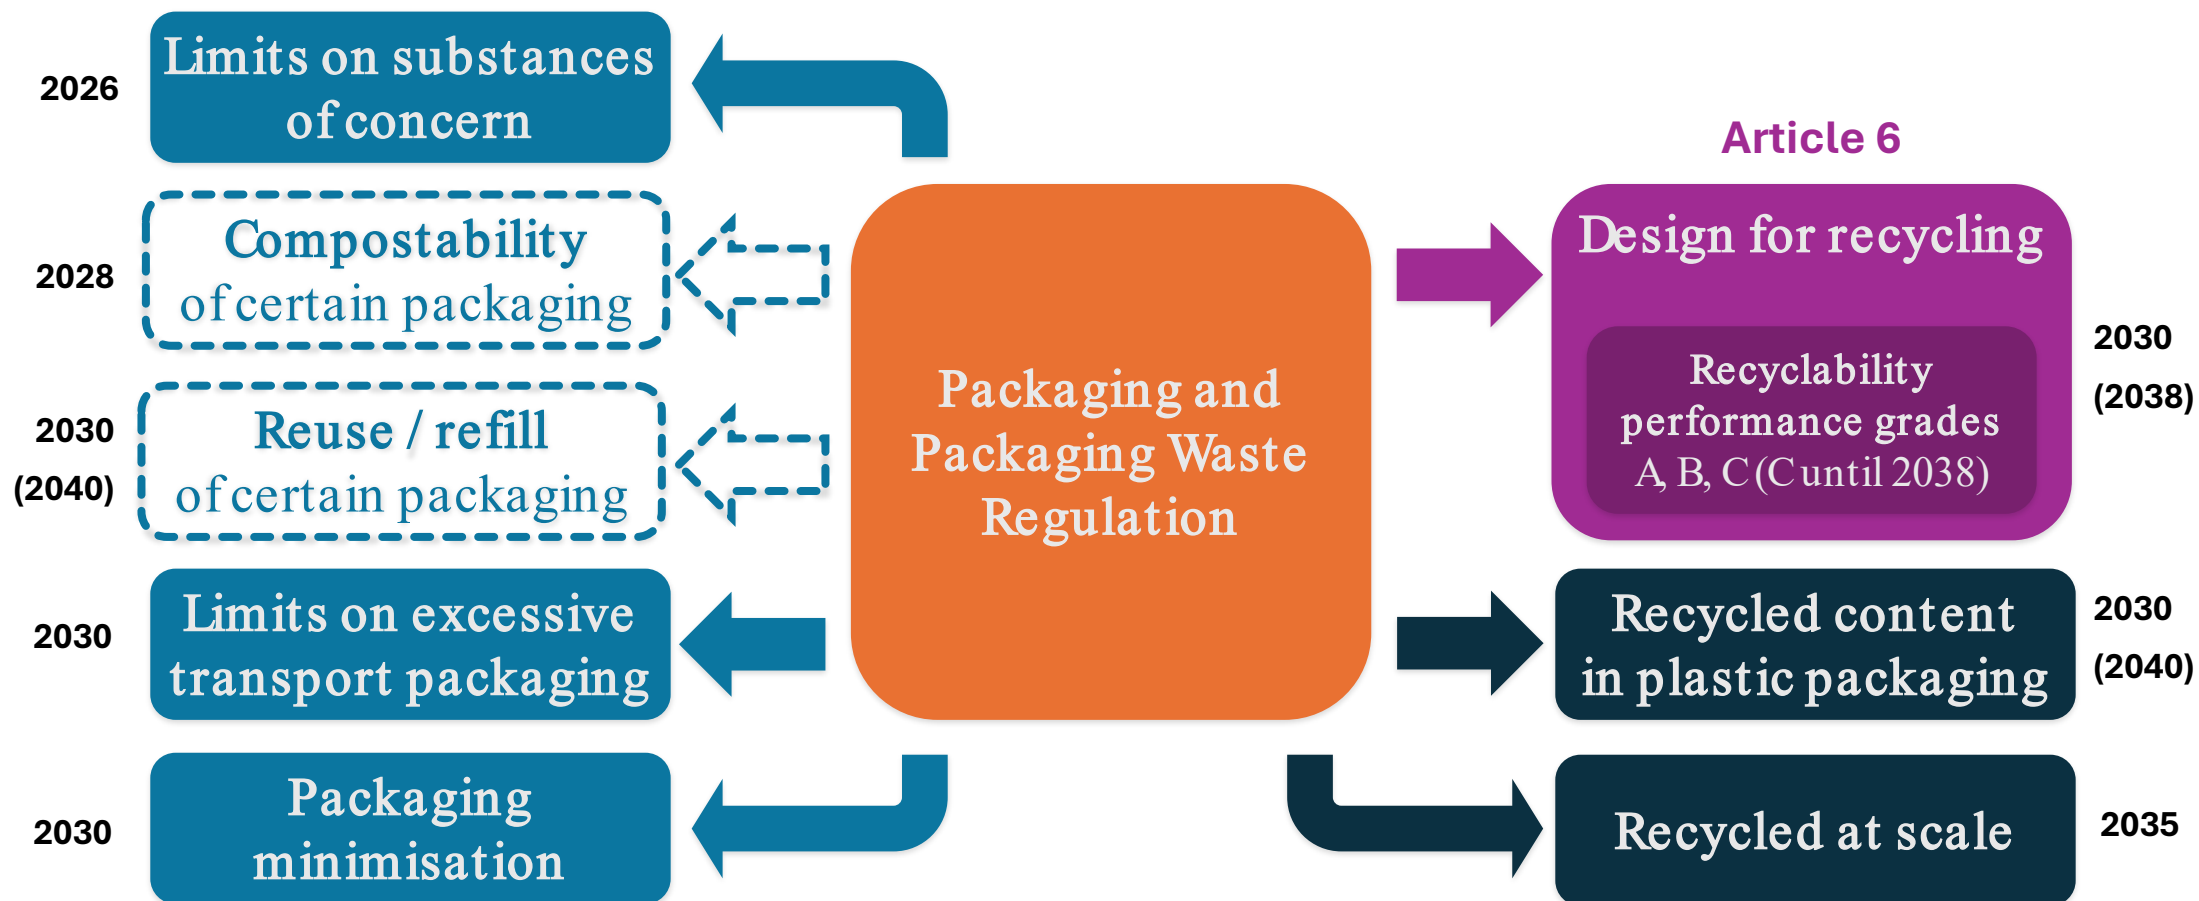 2026
Limits on substances
of concern
2028
Compostability
of certain packaging
2030
(2040)
Reuse / refill
of certain packaging
2030
Limits on excessive
transport packaging
2030
Packaging
minimisation
Packaging and
Packaging Waste
Regulation
Article 6
Design for recycling
Recyclability
performance grades
A, B, C (C until 2038)
2030
(2038)
Recycled content
in plastic packaging
2030
(2040)
Recycled at scale
2035